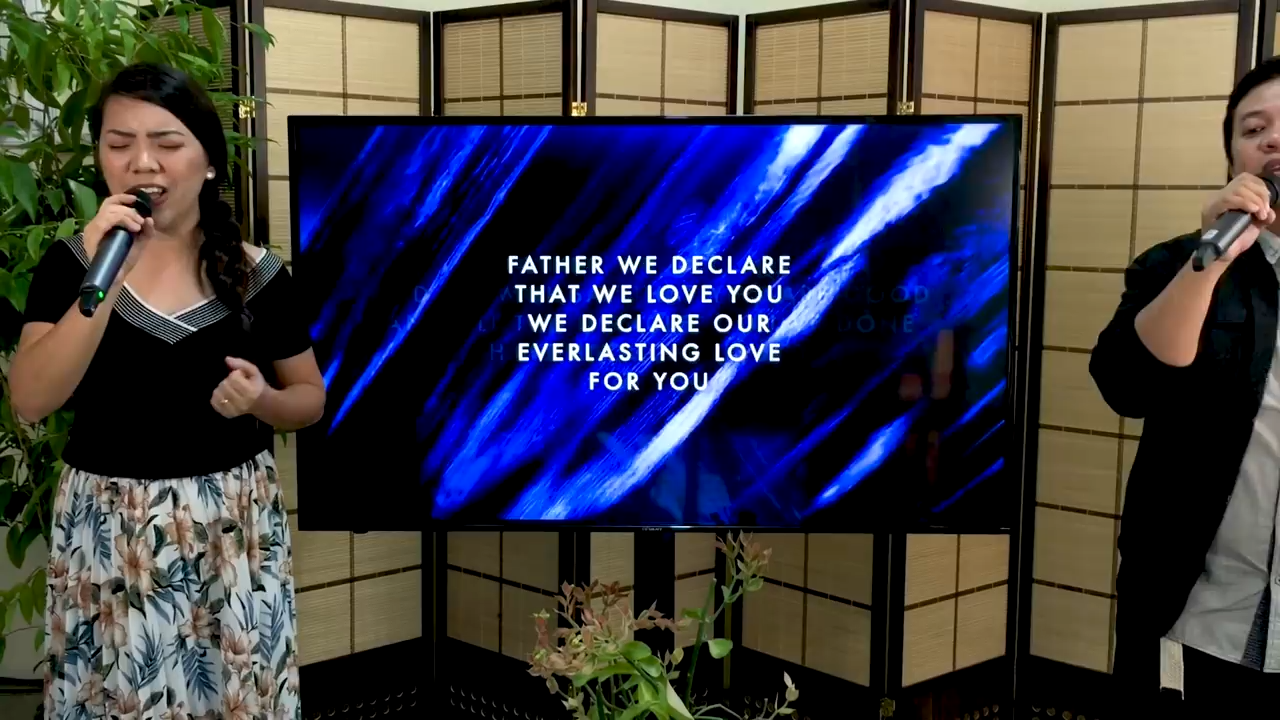 FATHER WE DECLARE
THAT WE LOVE YOU
WE DECLARE OUR
EVERLASTING LOVE
FOR YOU